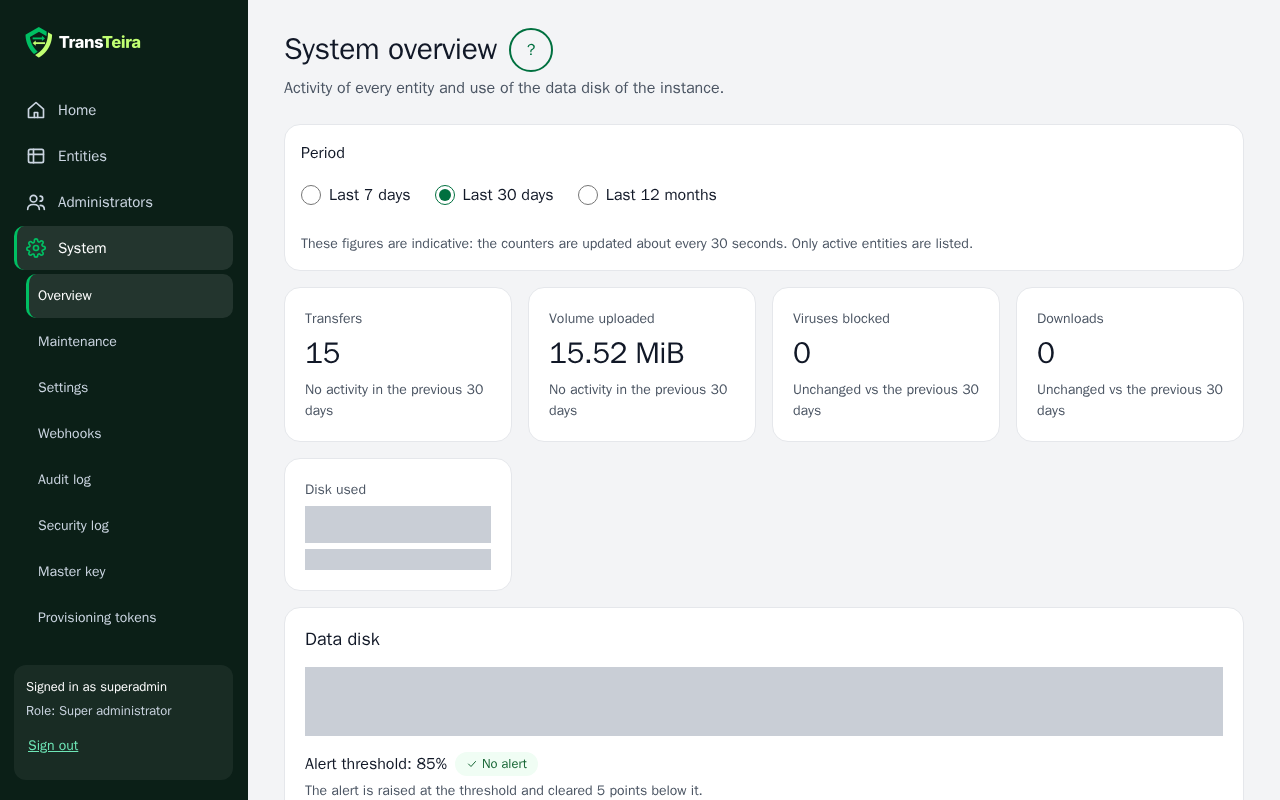 TransTeira
Home
Entities
Administrators
System
Overview
Maintenance
Settings
Webhooks
Audit log
Security log
Master key
Provisioning tokens
Signed in as superadmin
Role: Super administrator
Sign out
System overview ?
Activity of every entity and use of the data disk of the instance.
Period
Last 7 days Last 30 days Last 12 months
These figures are indicative: the counters are updated about every 30 seconds. Only active entities are listed.
Transfers
15
No activity in the previous 30
days
Volume uploaded
15.52 MiB
No activity in the previous 30
days
Viruses blocked
0
Unchanged vs the previous 30
days
Downloads
0
Unchanged vs the previous 30
days
Disk used
Data disk
Alert threshold: 85% No alert
The alert is raised at the threshold and cleared 5 points below it.